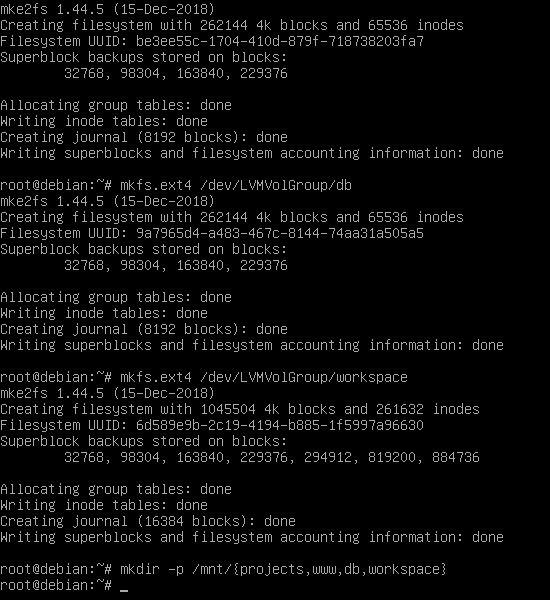 mke2fs 1.44.5 (15-Dec-2018)
Creating filesystem with 262144 4k blocks and 65536 inodes
Filesystem UUID: be3ee55c-1704-410d-879f-718738203fa7
Superblock backups stored on blocks:
        32768, 98304, 163840, 229376

Allocating group tables: done
Writing inode tables: done
Creating journal (8192 blocks): done
Writing superblocks and filesystem accounting information: done

root@debian:~# mkfs.ext4 /dev/LVMVolGroup/db
mke2fs 1.44.5 (15-Dec-2018)
Creating filesystem with 262144 4k blocks and 65536 inodes
Filesystem UUID: 9a7965d4-a483-467c-8144-74aa31a505a5
Superblock backups stored on blocks:
        32768, 98304, 163840, 229376

Allocating group tables: done
Writing inode tables: done
Creating journal (8192 blocks): done
Writing superblocks and filesystem accounting information: done

root@debian:~# mkfs.ext4 /dev/LVMVolGroup/workspace
mke2fs 1.44.5 (15-Dec-2018)
Creating filesystem with 1045504 4k blocks and 261632 inodes
Filesystem UUID: 6d589e9b-2c19-4194-b885-1f5997a96630
Superblock backups stored on blocks:
        32768, 98304, 163840, 229376, 294912, 819200, 884736

Allocating group tables: done
Writing inode tables: done
Creating journal (16384 blocks): done
Writing superblocks and filesystem accounting information: done

root@debian:~# mkdir -p /mnt/{projects,www,db,workspace}
root@debian:~# _